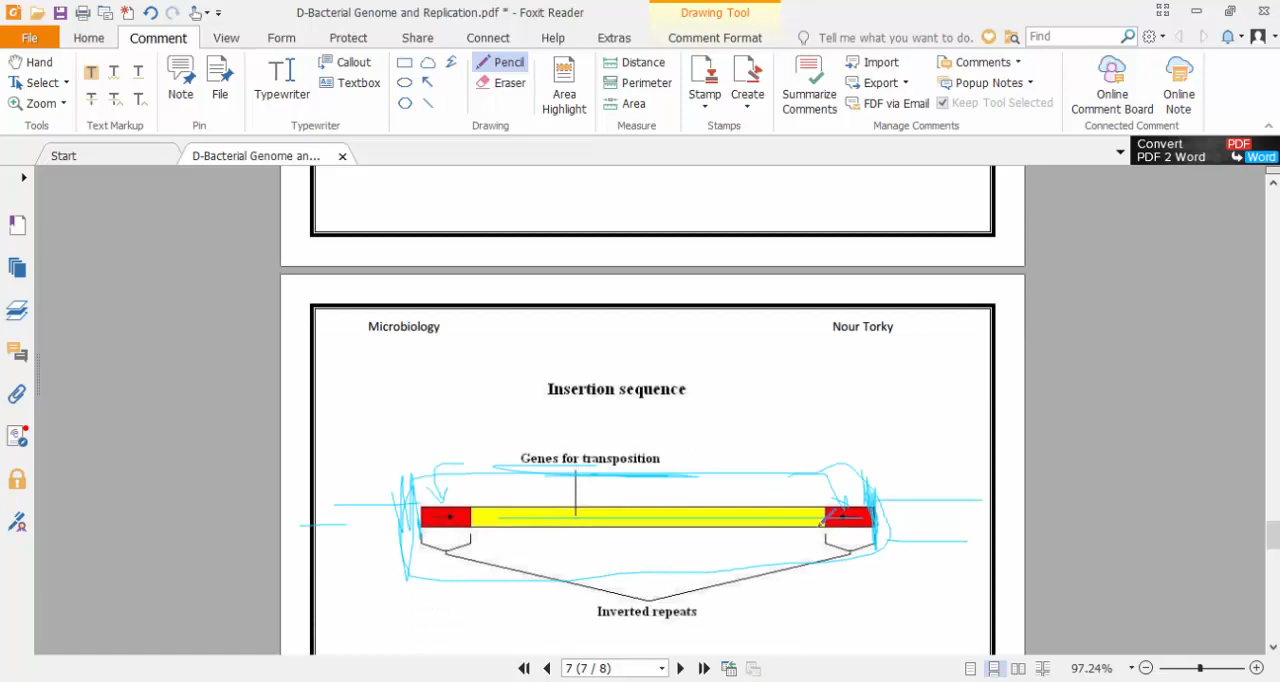 D-Bacterial Genome and Replication.pdf * - Foxit Reader
Drawing Tool
File Home Comment View Form Protect Share Connect Help Extras Comment Format Tell me what you want to do. Find
Hand
Select
Zoom
Tools
Text Markup
Note
File
Pin
Typewriter
Callout
Textbox
Typewriter
Pencil
Eraser
Drawing
Area Highlight
Distance
Perimeter
Area
Measure
Stamp
Create
Stamps
Summarize Comments
Import
Export
FDF via Email
Comments
Popup Notes
Keep Tool Selected
Manage Comments
Online Comment Board
Online Note
Connected Comment
Start
D-Bacterial Genome an...
Convert PDF
PDF 2 Word Word
Microbiology
Nour Torky
Insertion sequence
Genes for transposition
Inverted repeats
7 (7 / 8)
97.24%